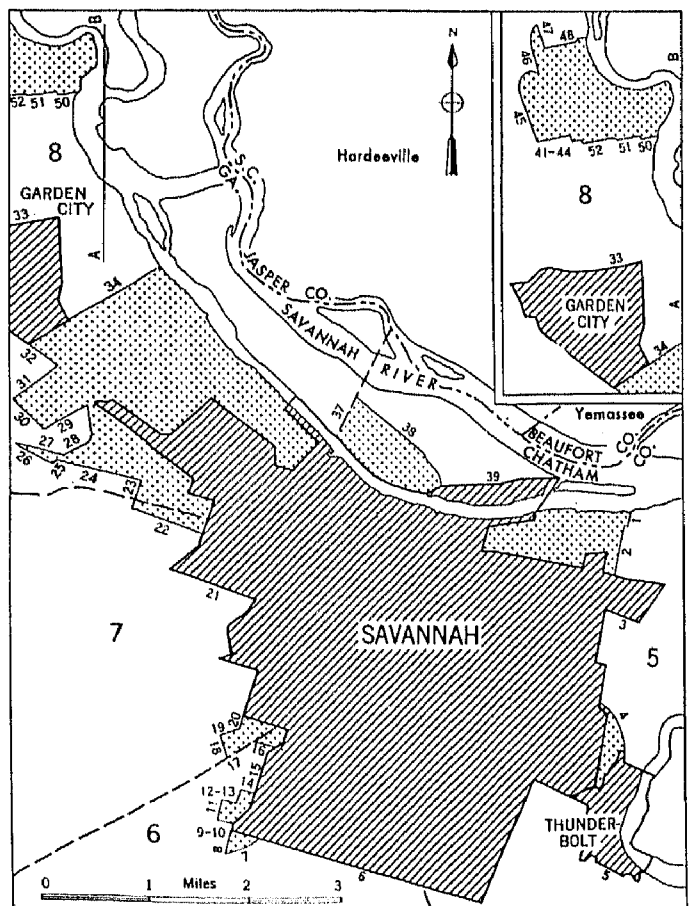 B
52 51 50
8
GARDEN
CITY
33
A
34
32
31
30
29
28
27
26
25
24
23
22
21
7
20
19
18
17
16
15
14
12-13
11
9-10
8
7
6
6
N
Hardeeville
S.C.
GA.
JASPER CO.
SAVANNAH
RIVER
37
38
39
BEAUFORT CO.
CHATHAM CO.
Yemassee
1
2
3
4
5
5
SAVANNAH
THUNDER-
BOLT
0 1 Miles 2 3
47
48
46
45
41-44
52
51
50
B
8
33
GARDEN
CITY
A
34